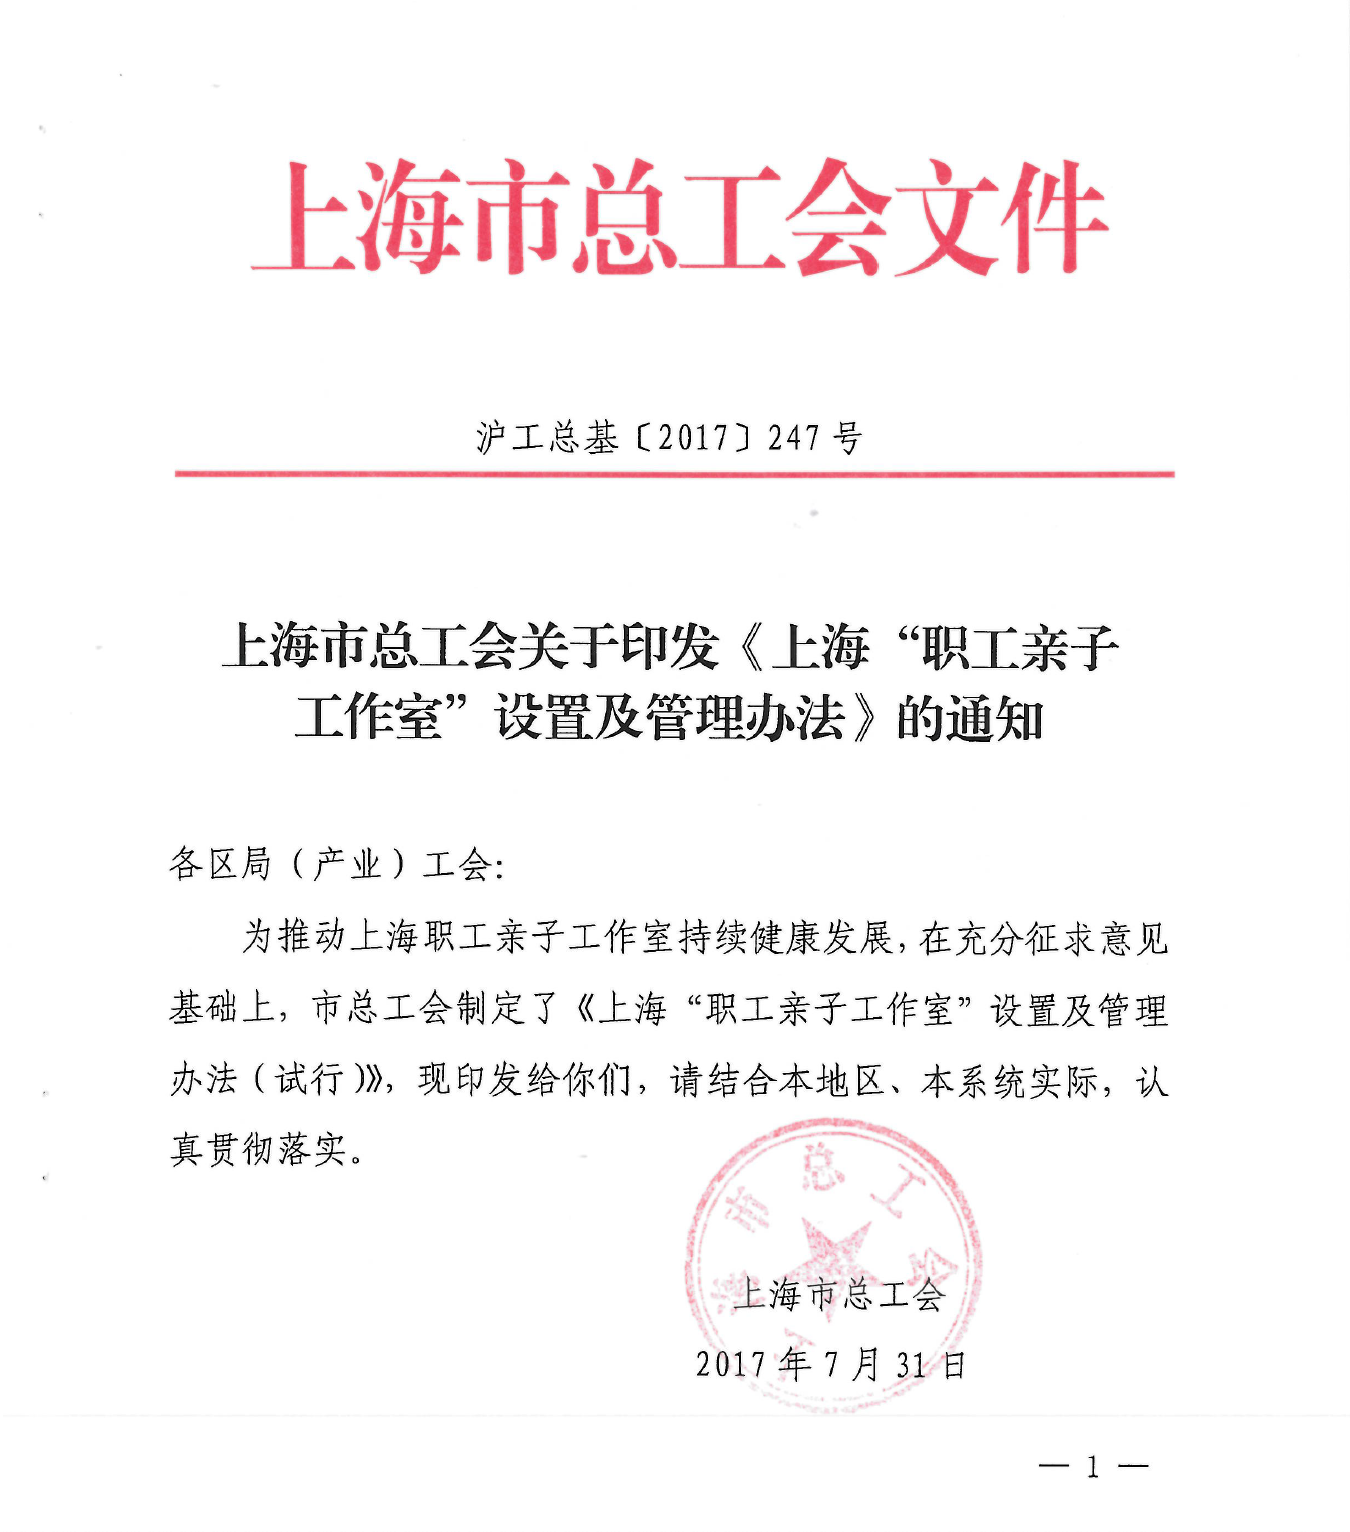 上海市总工会文件
沪工总基〔2017〕247号
上海市总工会关于印发《上海“职工亲子
工作室”设置及管理办法》的通知
各区局（产业）工会：
为推动上海职工亲子工作室持续健康发展，在充分征求意见
基础上，市总工会制定了《上海“职工亲子工作室”设置及管理
办法（试行）》，现印发给你们，请结合本地区、本系统实际，认
真贯彻落实。
上海市总工会
上海市总工会
2017年7月31日
— 1 —